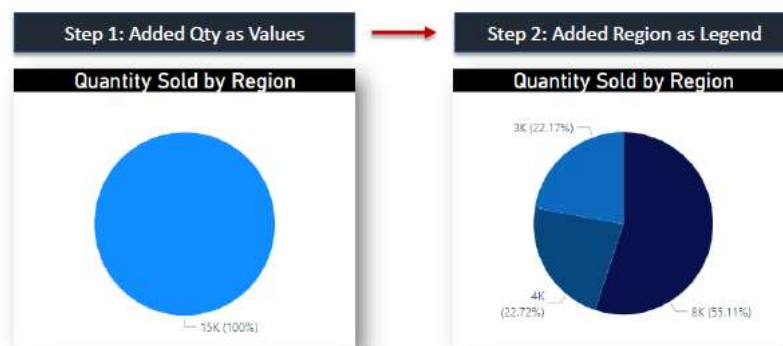 Step 1: Added Qty as Values
Step 2: Added Region as Legend
Quantity Sold by Region
15K (100%)
Quantity Sold by Region
3K (22.17%)
4K
(22.72%)
8K (55.11%)